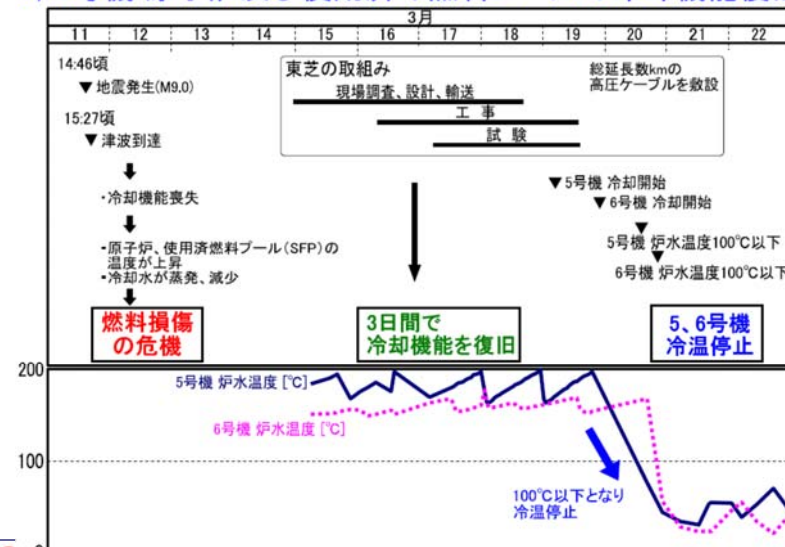 3月
11 12 13 14 15 16 17 18 19 20 21 22
14:46頃
▼地震発生(M9.0)
15:27頃
▼津波到達
・冷却機能喪失
・原子炉、使用済燃料プール(SFP)の
温度が上昇
・冷却水が蒸発、減少
燃料損傷
の危機
東芝の取組み
現場調査、設計、輸送
工事
試験
総延長数kmの
高圧ケーブルを敷設
3日間で
冷却機能を復旧
▼5号機 冷却開始
▼6号機 冷却開始
▼
5号機 炉水温度100℃以下
▼
6号機 炉水温度100℃以下
5、6号機
冷温停止
200
5号機 炉水温度 [℃]
6号機 炉水温度 [℃]
100
100℃以下となり
冷温停止